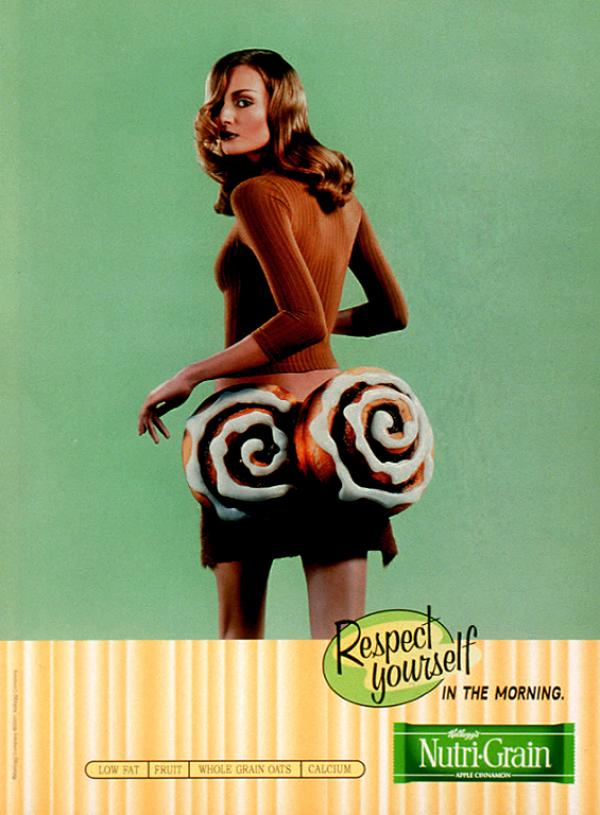 Respect
yourself
IN THE MORNING.
Kellogg's
Nutri-Grain
APPLE CINNAMON
LOW FAT FRUIT WHOLE GRAIN OATS CALCIUM